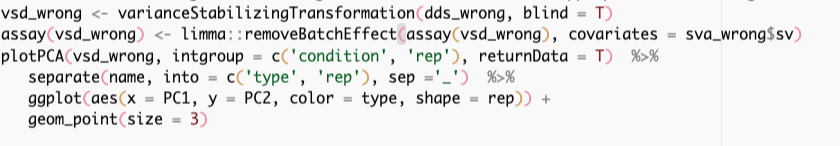 vsd_wrong <- varianceStabilizingTransformation(dds_wrong, blind = T)
assay(vsd_wrong) <- limma::removeBatchEffect(assay(vsd_wrong), covariates = sva_wrong$sv)
plotPCA(vsd_wrong, intgroup = c('condition', 'rep'), returnData = T) %>%
separate(name, into = c('type', 'rep'), sep ='_') %>%
ggplot(aes(x = PC1, y = PC2, color = type, shape = rep)) +
geom_point(size = 3)